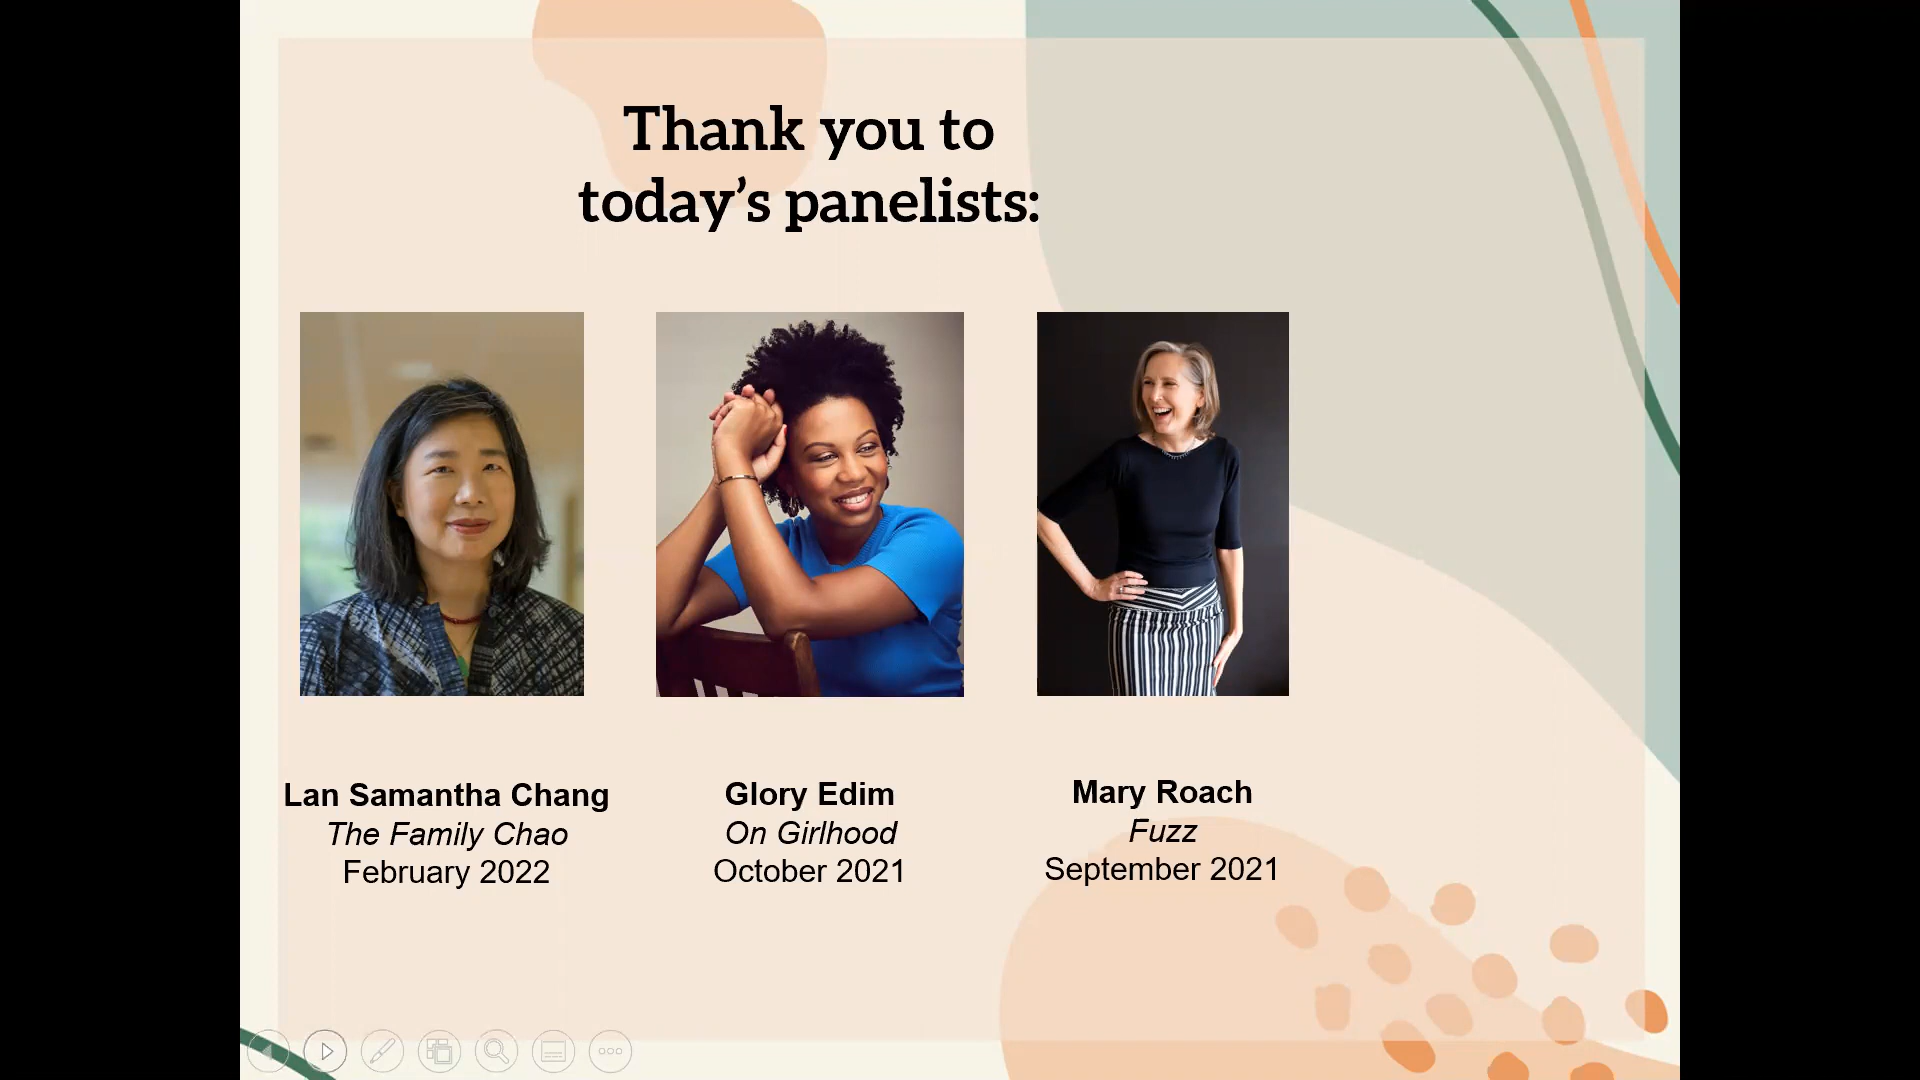 Thank you to
today’s panelists:
Lan Samantha Chang
The Family Chao
February 2022
Glory Edim
On Girlhood
October 2021
Mary Roach
Fuzz
September 2021